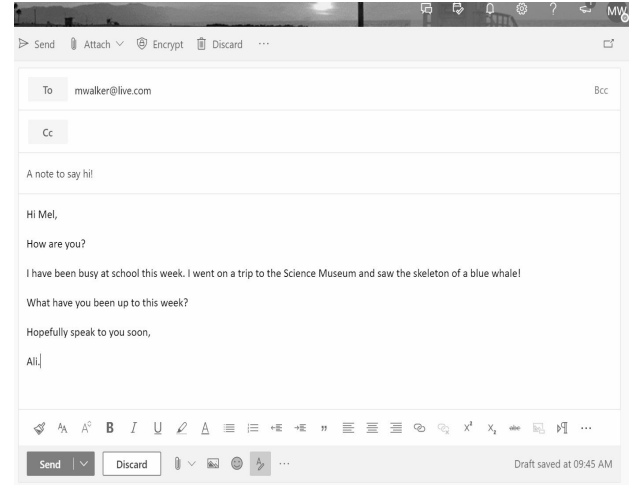 MW
Send Attach Encrypt Discard ...
To mwalker@live.com Bcc
Cc
A note to say hi!
Hi Mel,
How are you?
I have been busy at school this week. I went on a trip to the Science Museum and saw the skeleton of a blue whale!
What have you been up to this week?
Hopefully speak to you soon,
Ali.
B I U A x² x₂ abc ...
Send Discard ... Draft saved at 09:45 AM